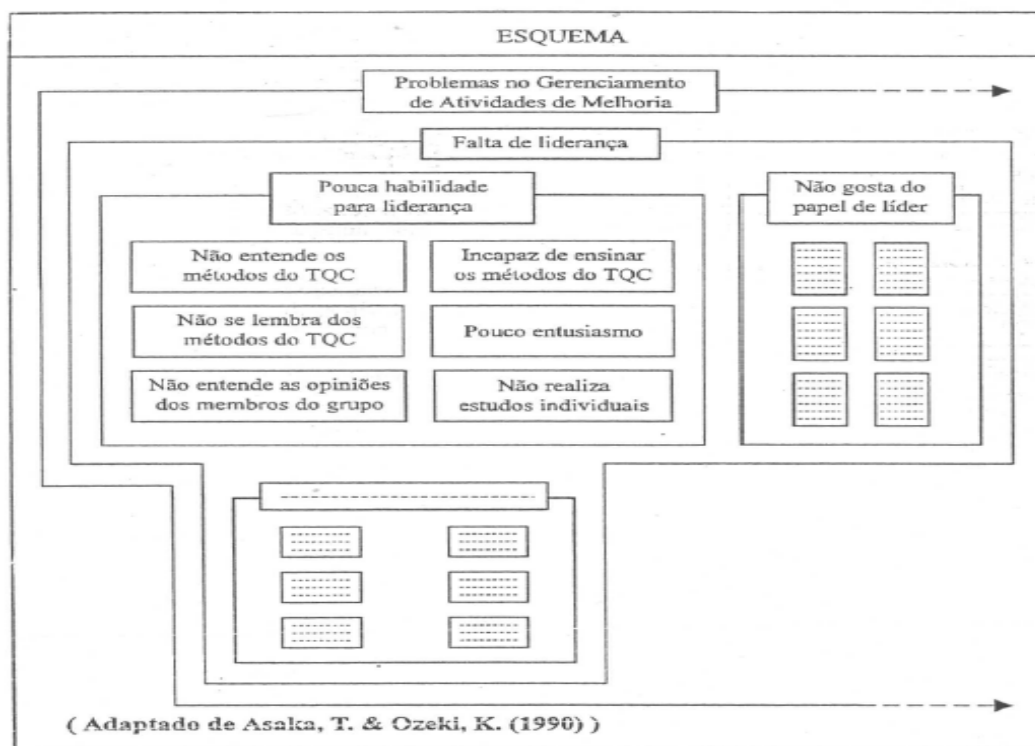 ESQUEMA
Problemas no Gerenciamento
de Atividades de Melhoria
Falta de liderança
Pouca habilidade
para liderança
Não gosta do
papel de líder
Não entende os
métodos do TQC
Incapaz de ensinar
os métodos do TQC
Não se lembra dos
métodos do TQC
Pouco entusiasmo
Não entende as opiniões
dos membros do grupo
Não realiza
estudos individuais
( Adaptado de Asaka, T. & Ozeki, K. (1990) )